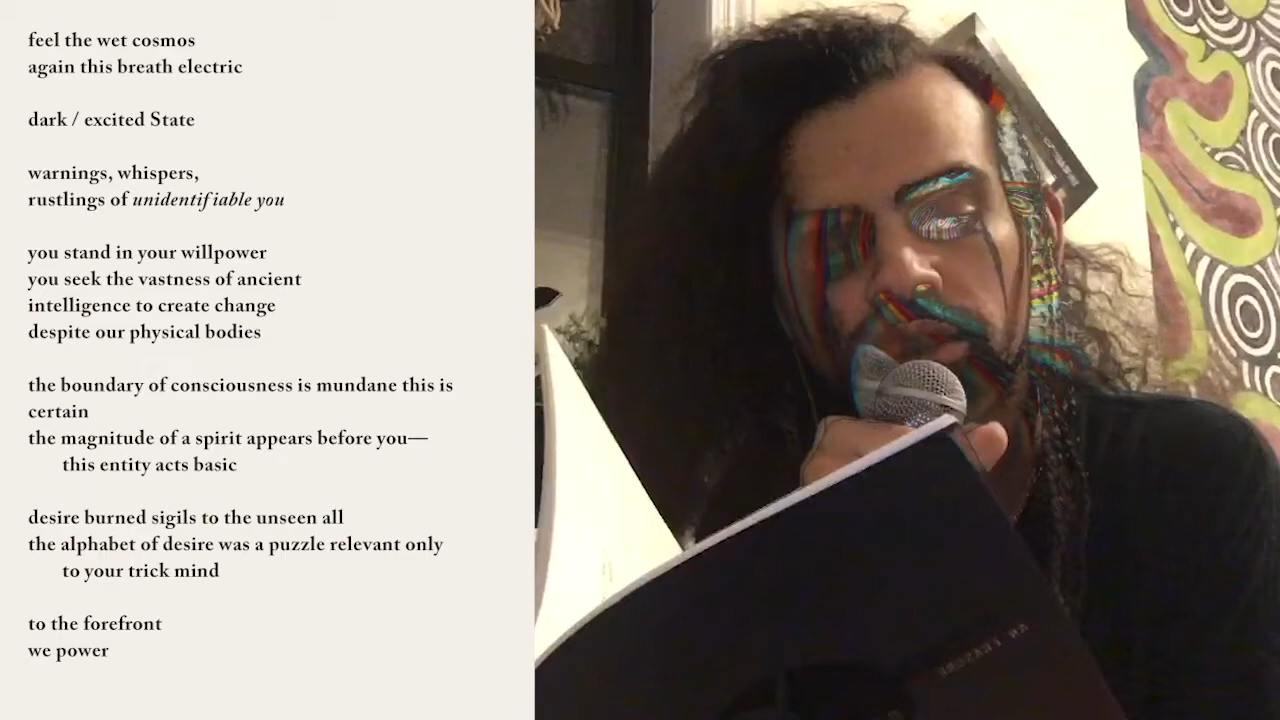 feel the wet cosmos
again this breath electric
dark / excited State
warnings, whispers,
rustlings of unidentifiable you
you stand in your willpower
you seek the vastness of ancient
intelligence to create change
despite our physical bodies
the boundary of consciousness is mundane this is
certain
the magnitude of a spirit appears before you—
this entity acts basic
desire burned sigils to the unseen all
the alphabet of desire was a puzzle relevant only
to your trick mind
to the forefront
we power